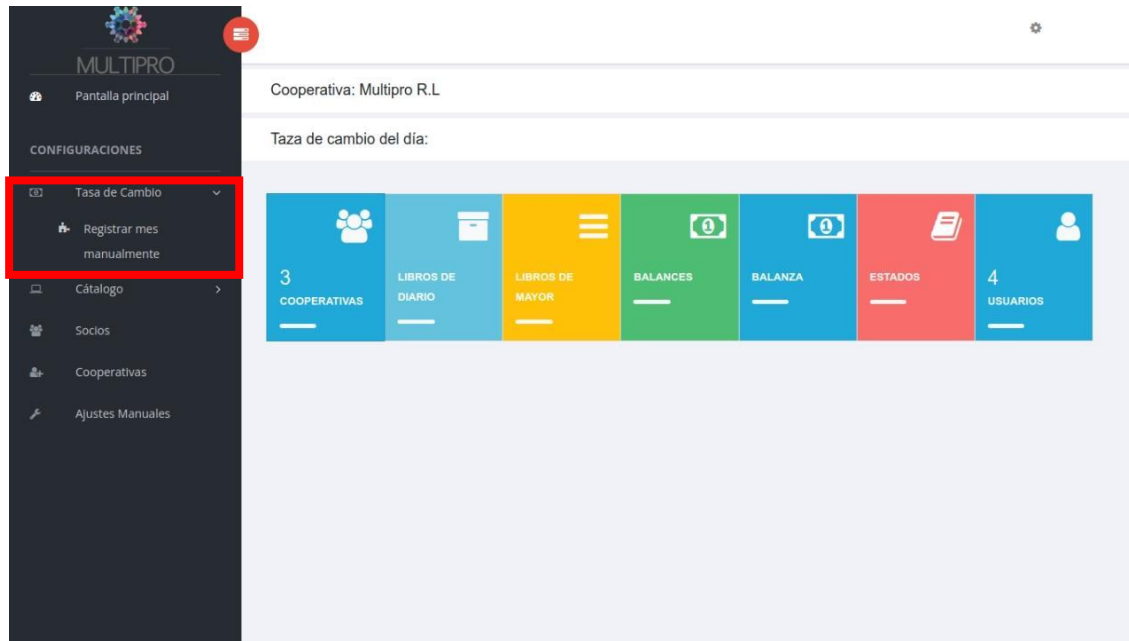 MULTIPRO
Pantalla principal
CONFIGURACIONES
Tasa de Cambio
Registrar mes
manualmente
Cátalogo
Socios
Cooperativas
Ajustes Manuales
Cooperativa: Multipro R.L
Taza de cambio del día:
3
COOPERATIVAS
LIBROS DE
DIARIO
LIBROS DE
MAYOR
BALANCES
BALANZA
ESTADOS
4
USUARIOS